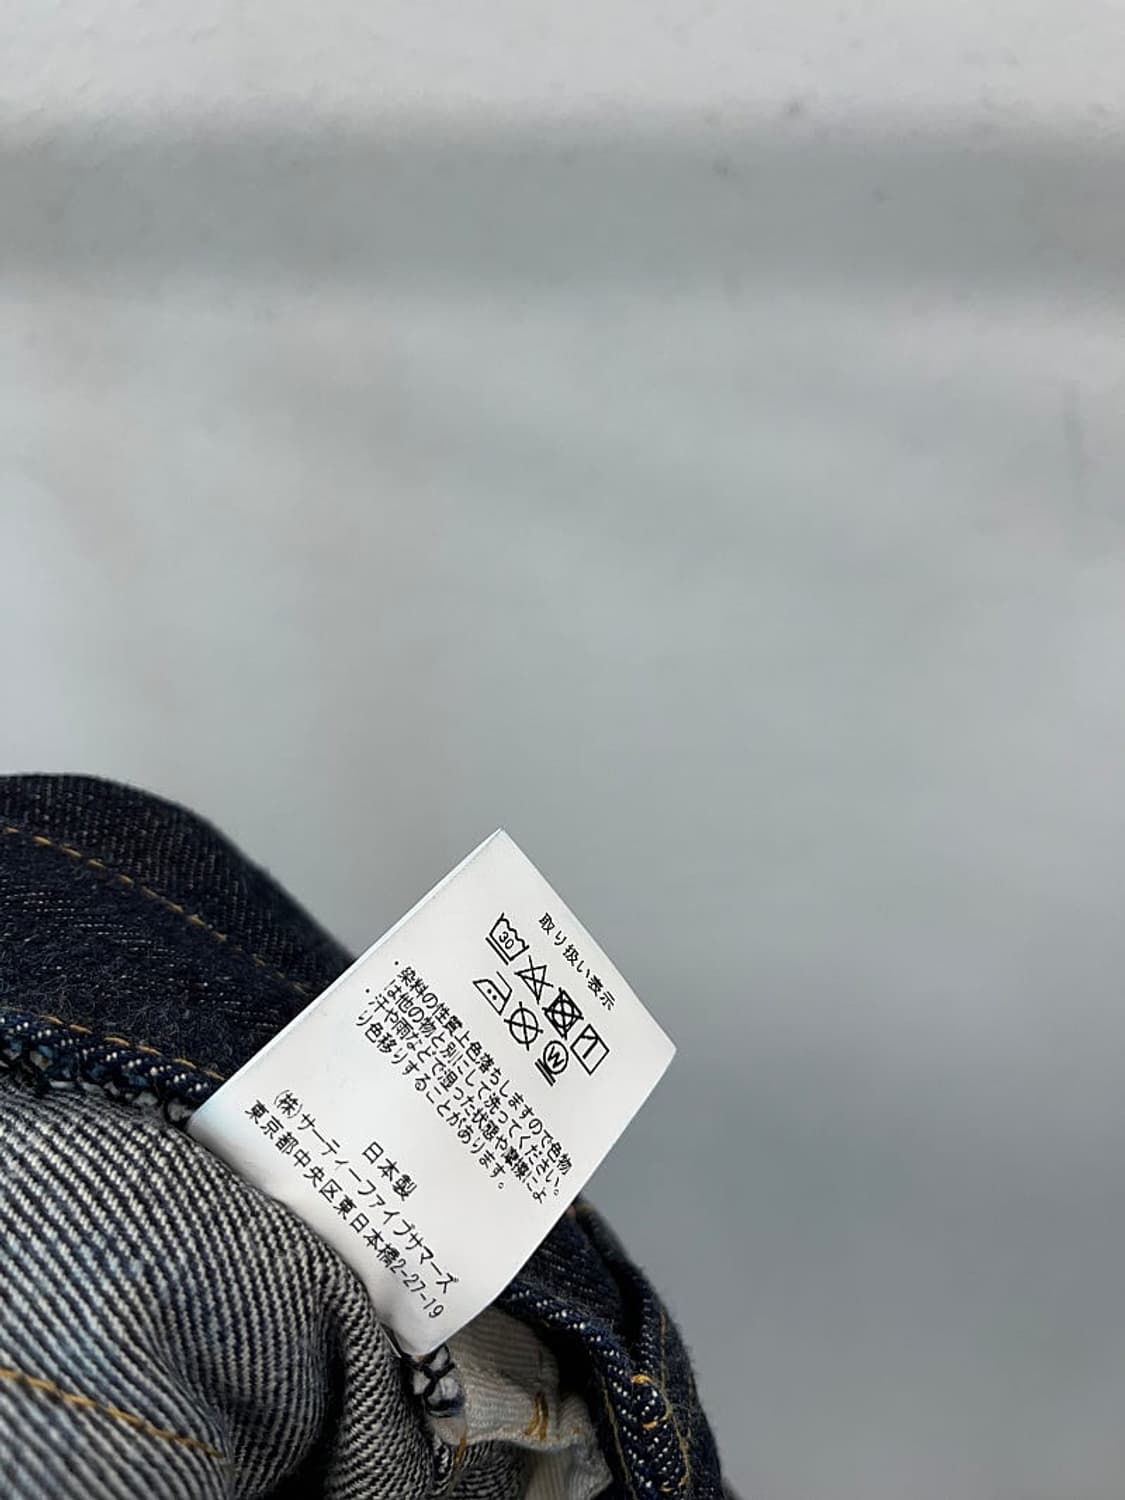 取り扱い表示
30
W
・染料の性質上色落ちしますので色物
は他の物と別にして洗ってください。
・汗や雨などで湿った状態や摩擦によ
り色移りすることがあります。
日本製
(株)サーティーファイブサマーズ
東京都中央区東日本橋2-27-19